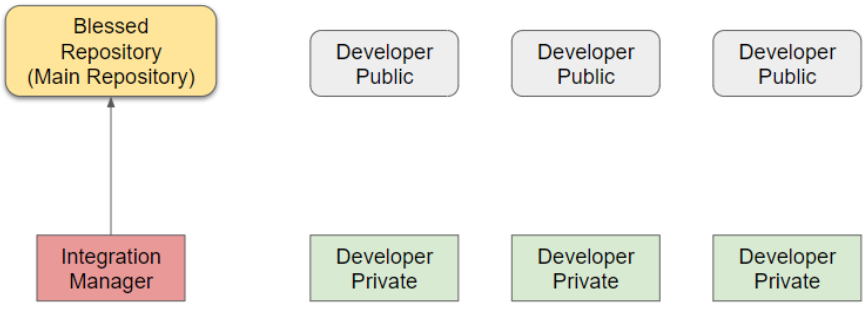 Blessed
Repository
(Main Repository)
Developer
Public
Developer
Public
Developer
Public
Integration
Manager
Developer
Private
Developer
Private
Developer
Private